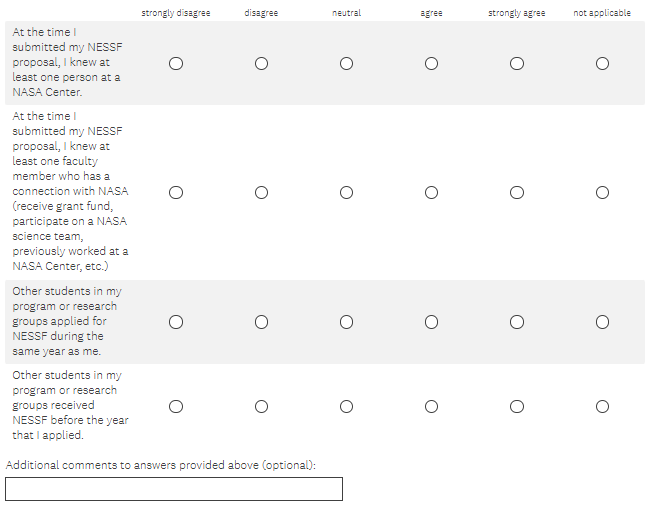 strongly disagree disagree neutral agree strongly agree not applicable
At the time I
submitted my NESSF
proposal, I knew at
least one person at a
NASA Center.
At the time I
submitted my NESSF
proposal, I knew at
least one faculty
member who has a
connection with NASA
(receive grant fund,
participate on a NASA
science team,
previously worked at a
NASA Center, etc.)
Other students in my
program or research
groups applied for
NESSF during the
same year as me.
Other students in my
program or research
groups received
NESSF before the year
that I applied.
Additional comments to answers provided above (optional):